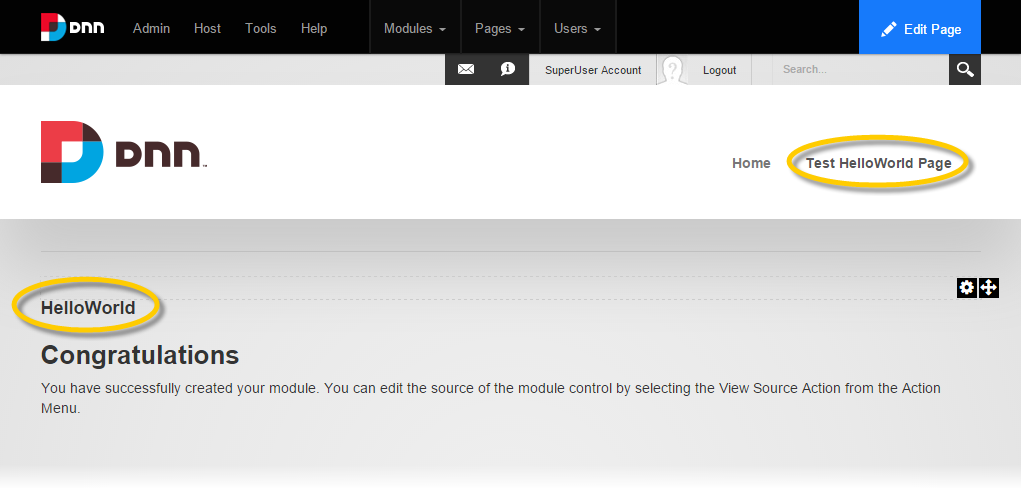 DNN Admin Host Tools Help Modules Pages Users Edit Page
SuperUser Account Logout Search...
DNN™
Home Test HelloWorld Page
HelloWorld
Congratulations
You have successfully created your module. You can edit the source of the module control by selecting the View Source Action from the Action
Menu.